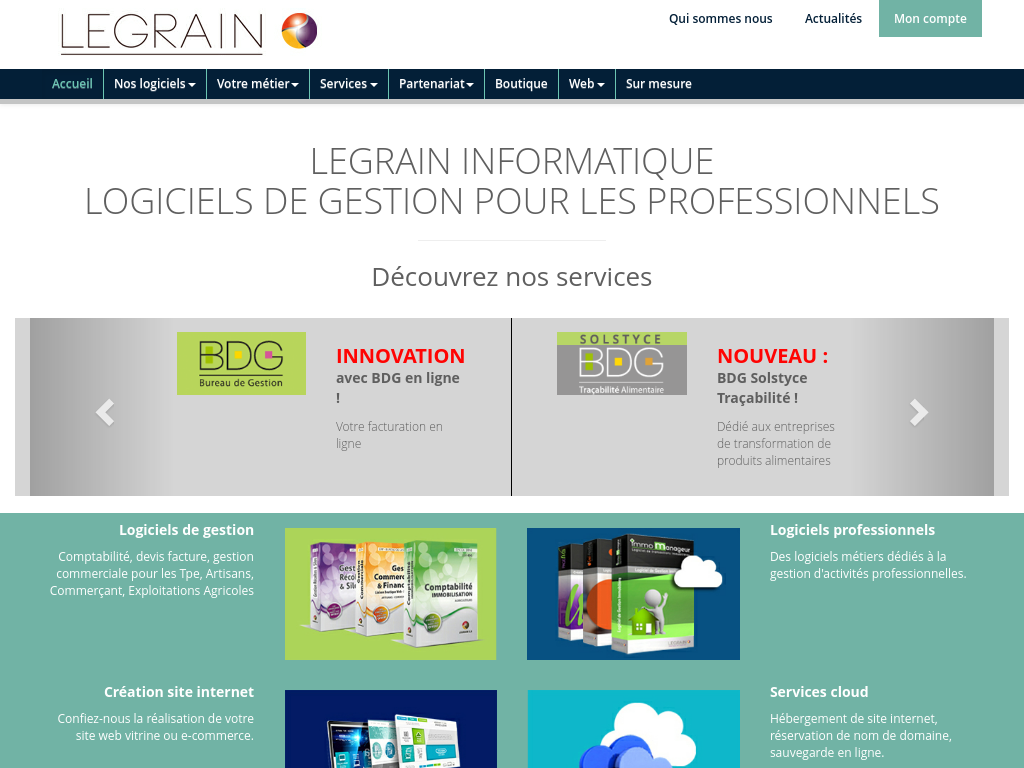 LEGRAIN
Qui sommes nous
Actualités
Mon compte
Accueil
Nos logiciels
Votre métier
Services
Partenariat
Boutique
Web
Sur mesure
LEGRAIN INFORMATIQUE
LOGICIELS DE GESTION POUR LES PROFESSIONNELS
Découvrez nos services
BDG
Bureau de Gestion
INNOVATION
avec BDG en ligne
!
Votre facturation en
ligne
SOLSTYCE
BDG
Traçabilité Alimentaire
NOUVEAU :
BDG Solstyce
Traçabilité !
Dédié aux entreprises
de transformation de
produits alimentaires
Logiciels de gestion
Comptabilité, devis facture, gestion
commerciale pour les Tpe, Artisans,
Commerçant, Exploitations Agricoles
Comptabilité
IMMOBILISATION
immo manageur
Logiciels professionnels
Des logiciels métiers dédiés à la
gestion d'activités professionnelles.
Création site internet
Confiez-nous la réalisation de votre
site web vitrine ou e-commerce.
Services cloud
Hébergement de site internet,
réservation de nom de domaine,
sauvegarde en ligne.